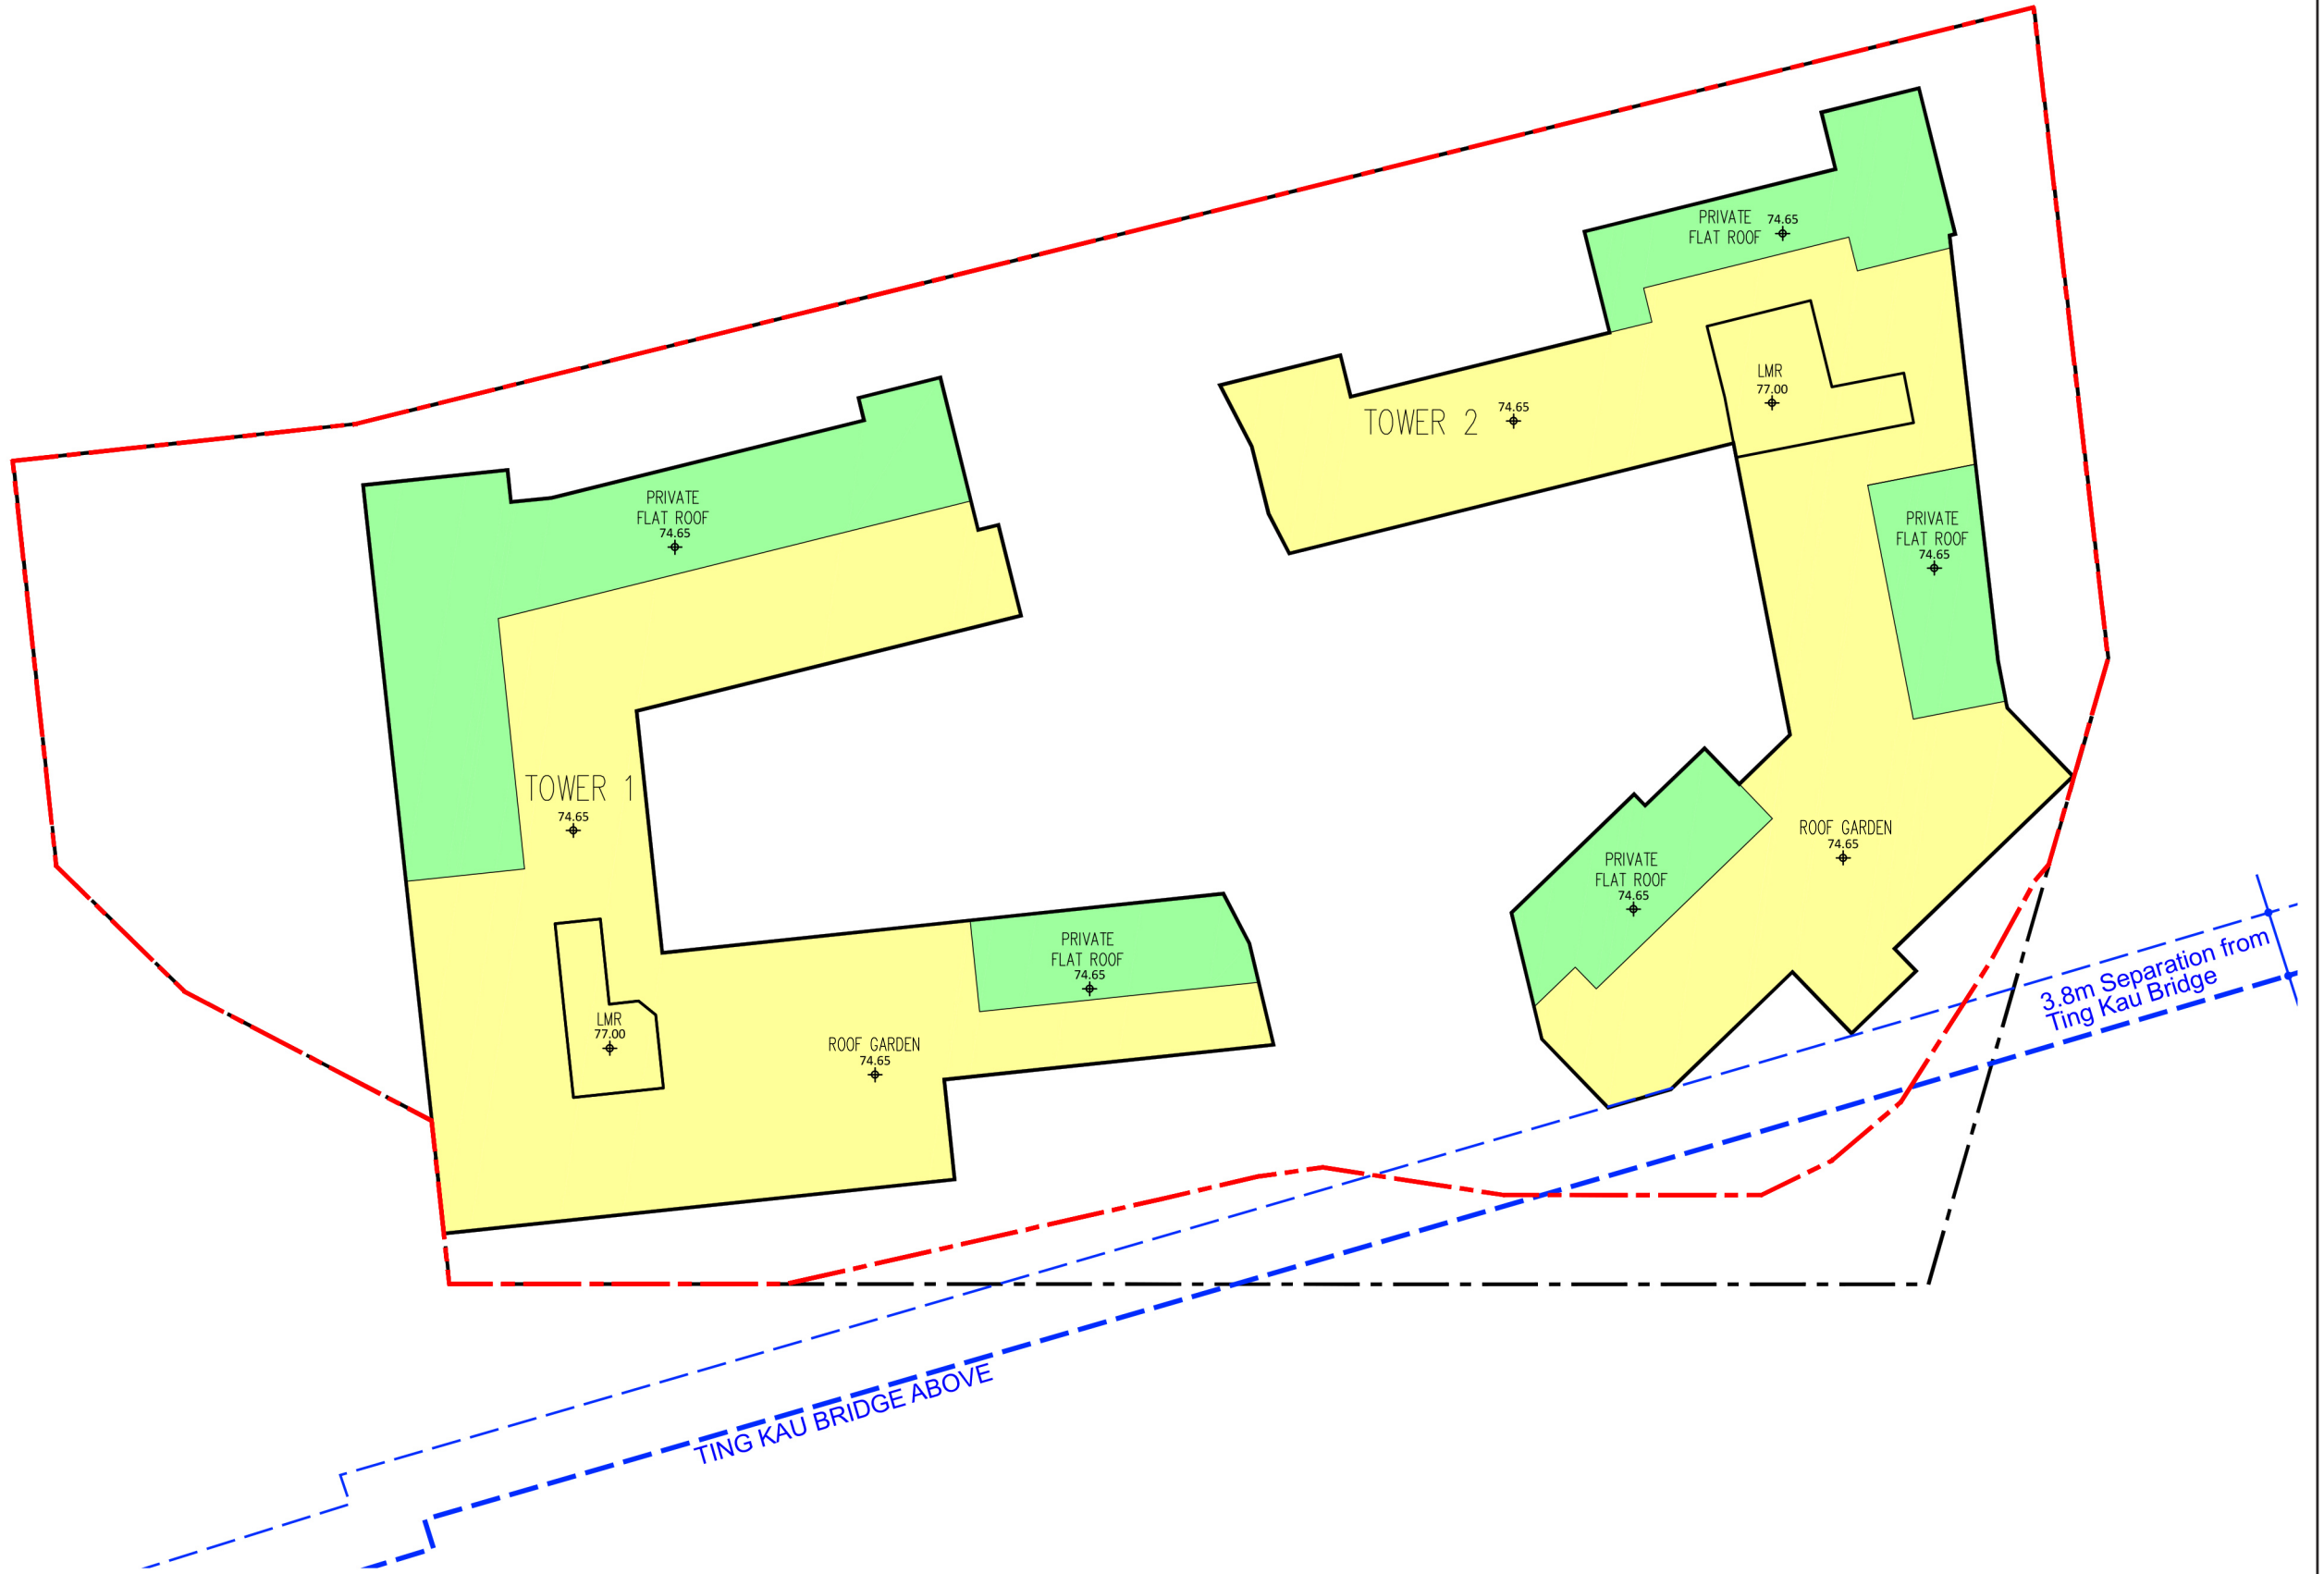 PRIVATE 74.65
FLAT ROOF
LMR
77.00
TOWER 2 74.65
PRIVATE
FLAT ROOF
74.65
PRIVATE
FLAT ROOF
74.65
TOWER 1
74.65
ROOF GARDEN
74.65
PRIVATE
FLAT ROOF
74.65
PRIVATE
FLAT ROOF
74.65
LMR
77.00
ROOF GARDEN
74.65
3.8m Separation from
Ting Kau Bridge
TING KAU BRIDGE ABOVE